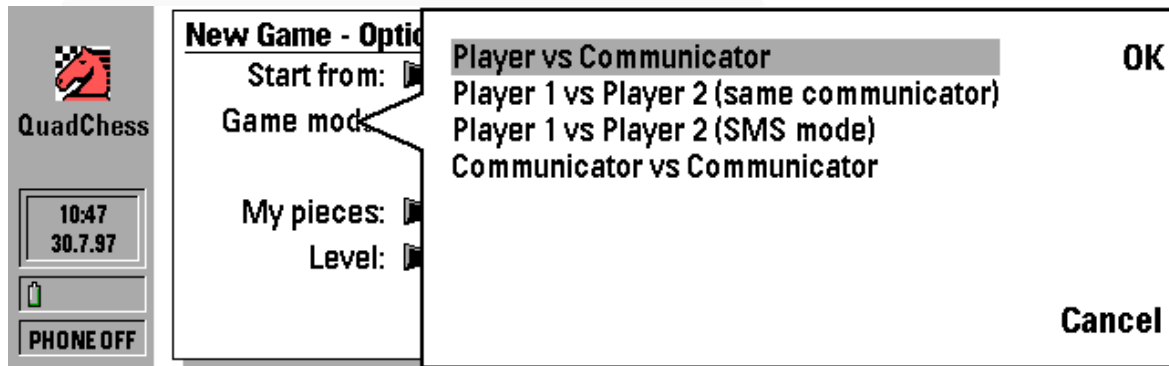 QuadChess
10:47
30.7.97
PHONE OFF
New Game - Optio
Start from:
Game mod
My pieces:
Level:
Player vs Communicator
Player 1 vs Player 2 (same communicator)
Player 1 vs Player 2 (SMS mode)
Communicator vs Communicator
OK
Cancel